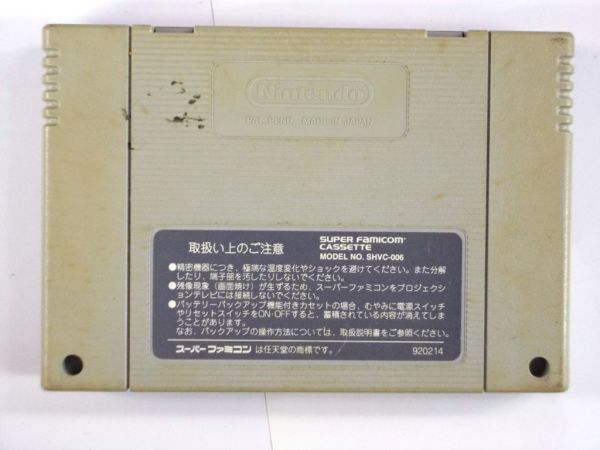 Nintendo
PAT. PEND. MADE IN JAPAN
取扱い上のご注意
SUPER FAMICOM
CASSETTE
MODEL NO. SHVC-006
●精密機器につき、極端な温度変化やショックを避けてください。また分解
したり、端子部を汚したりしないでください。
●残像現象（画面焼け）が生ずるため、スーパーファミコンをプロジェク
ションテレビには接続しないでください。
●バッテリーバックアップ機能付きカセットの場合、むやみに電源スイッチ
やリセットスイッチをON・OFFすると、蓄積されている内容が消えてしま
うことがあります。
なお、バックアップの操作方法については、取扱説明書をご参照ください。
スーパーファミコン は任天堂の商標です。
920214